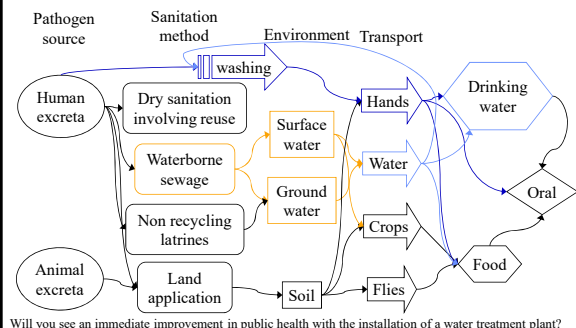 Pathogen
source
Sanitation
method
Environment
Transport
washing
Human
excreta
Dry sanitation
involving reuse
Waterborne
sewage
Non recycling
latrines
Animal
excreta
Land
application
Surface
water
Ground
water
Soil
Hands
Water
Crops
Flies
Drinking
water
Oral
Food
Will you see an immediate improvement in public health with the installation of a water treatment plant?